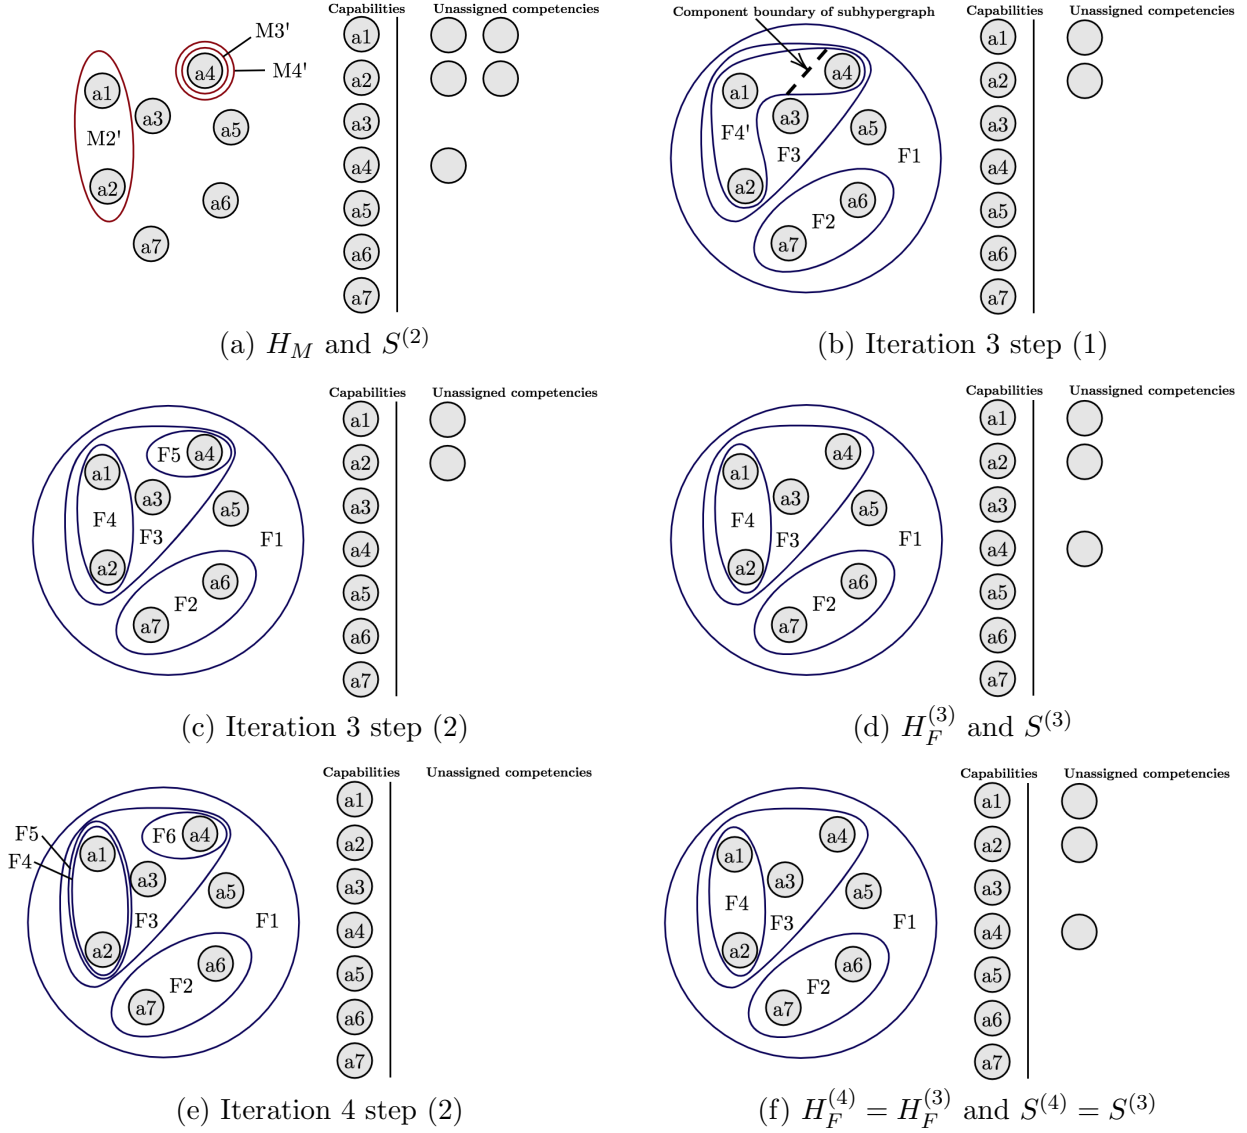 Capabilities Unassigned competencies
M3'
M4'
a4
a1
a3
a5
M2'
a2
a6
a7
a1
a2
a3
a4
a5
a6
a7
(a) H_M and S^(2)
Component boundary of subhypergraph
Capabilities Unassigned competencies
a4
a1
a3
a5
F4'
F3
F1
a2
a6
F2
a7
a1
a2
a3
a4
a5
a6
a7
(b) Iteration 3 step (1)
Capabilities Unassigned competencies
F5
a4
a1
a3
a5
F4
F3
F1
a2
a6
F2
a7
a1
a2
a3
a4
a5
a6
a7
(c) Iteration 3 step (2)
Capabilities Unassigned competencies
a4
a1
a3
a5
F4
F3
F1
a2
a6
F2
a7
a1
a2
a3
a4
a5
a6
a7
(d) H_F^(3) and S^(3)
Capabilities Unassigned competencies
F5
F4
F6
a4
a1
a3
a5
F3
F1
a2
a6
F2
a7
a1
a2
a3
a4
a5
a6
a7
(e) Iteration 4 step (2)
Capabilities Unassigned competencies
a4
a1
a3
a5
F4
F3
F1
a2
a6
F2
a7
a1
a2
a3
a4
a5
a6
a7
(f) H_F^(4) = H_F^(3) and S^(4) = S^(3)